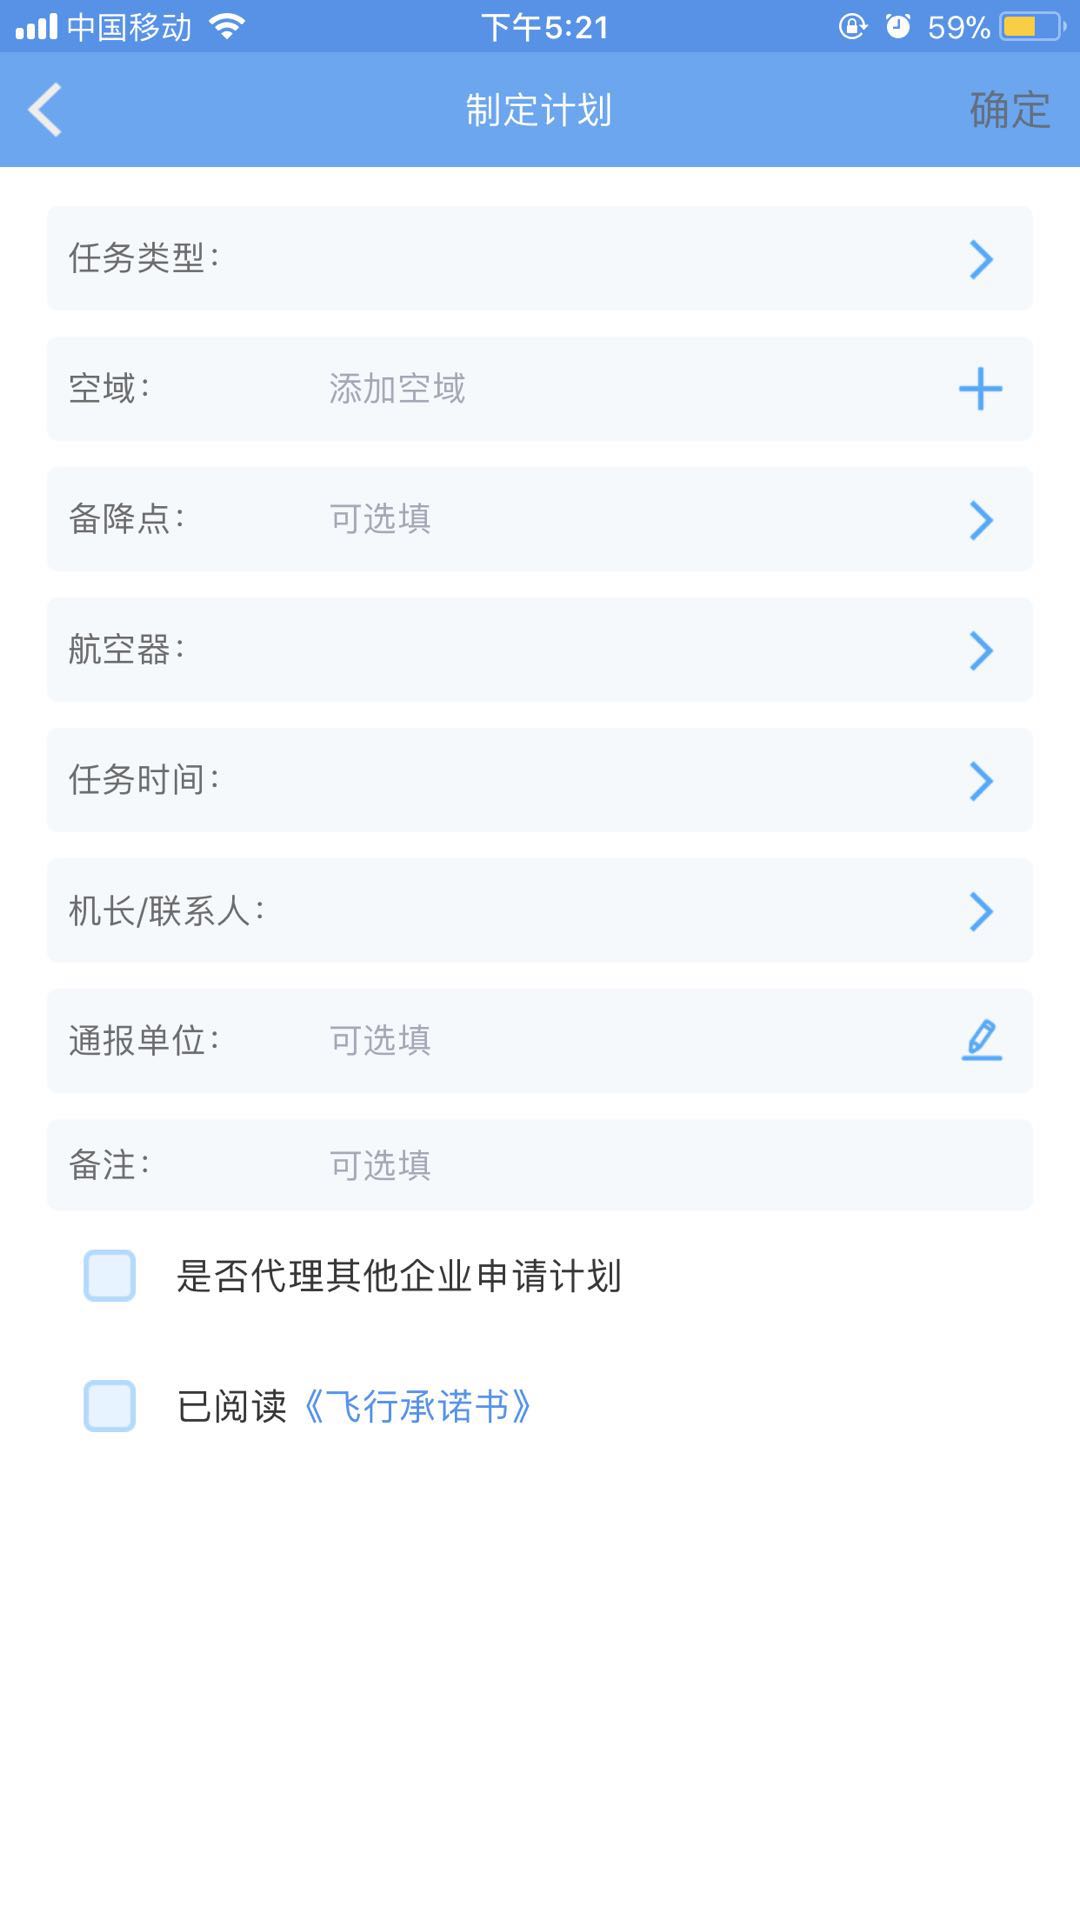 中国移动 下午5:21 59%
制定计划 确定
任务类型：
空域： 添加空域
备降点： 可选填
航空器：
任务时间：
机长/联系人：
通报单位： 可选填
备注： 可选填
是否代理其他企业申请计划
已阅读《飞行承诺书》